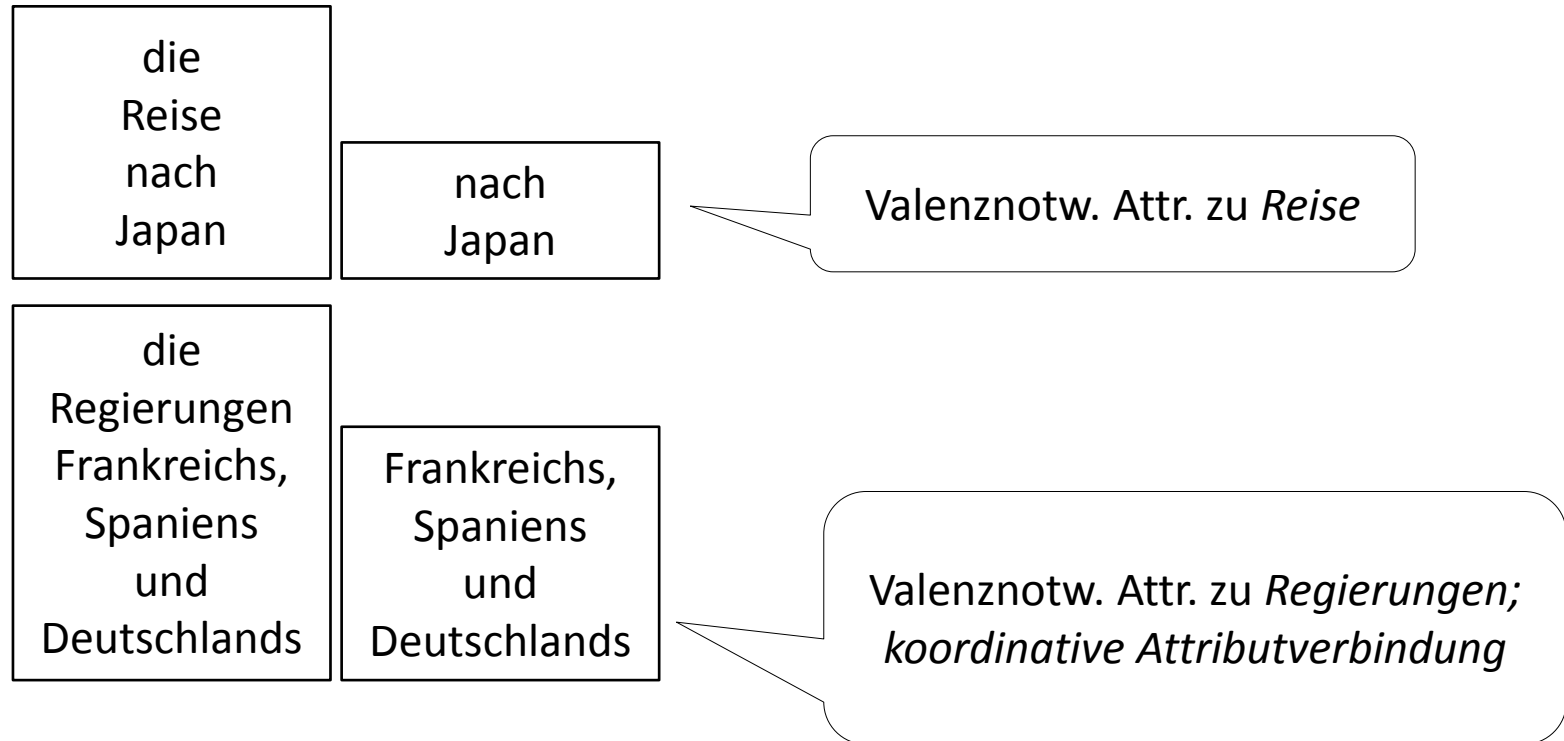 die
Reise
nach
Japan
nach
Japan
Valenznotw. Attr. zu Reise
die
Regierungen
Frankreichs,
Spaniens
und
Deutschlands
Frankreichs,
Spaniens
und
Deutschlands
Valenznotw. Attr. zu Regierungen;
koordinative Attributverbindung